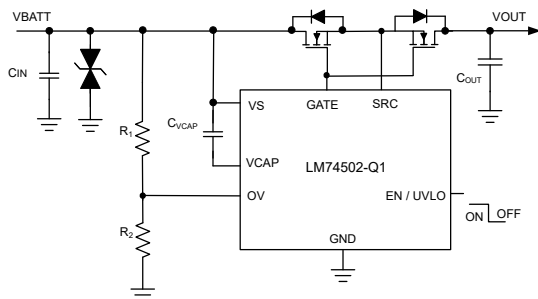 VBATT
VOUT
CIN
COUT
GATE
SRC
VS
CVCAP
R1
VCAP
LM74502-Q1
OV
EN / UVLO
ON
OFF
R2
GND